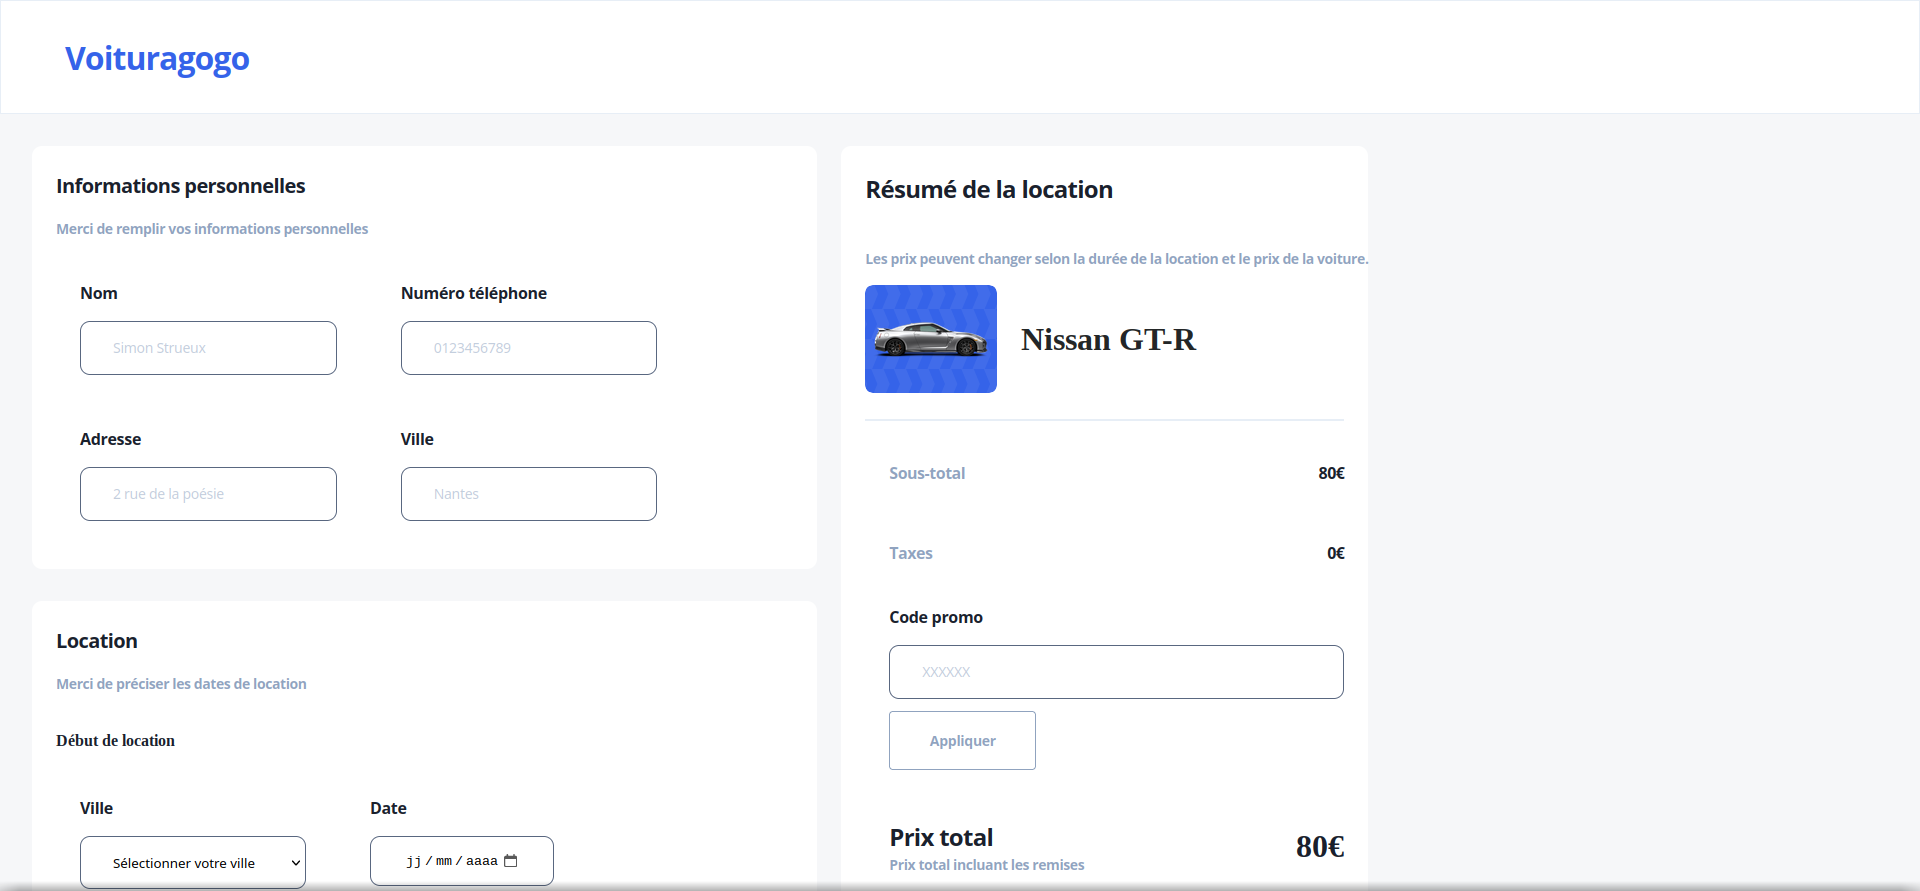 Voituragogo
Informations personnelles
Merci de remplir vos informations personnelles
Nom
Numéro téléphone
Simon Strueux
0123456789
Adresse
Ville
2 rue de la poésie
Nantes
Location
Merci de préciser les dates de location
Début de location
Ville
Date
Sélectionner votre ville
jj/mm/aaaa
Résumé de la location
Les prix peuvent changer selon la durée de la location et le prix de la voiture.
Nissan GT-R
Sous-total
80€
Taxes
0€
Code promo
XXXXXX
Appliquer
Prix total
80€
Prix total incluant les remises